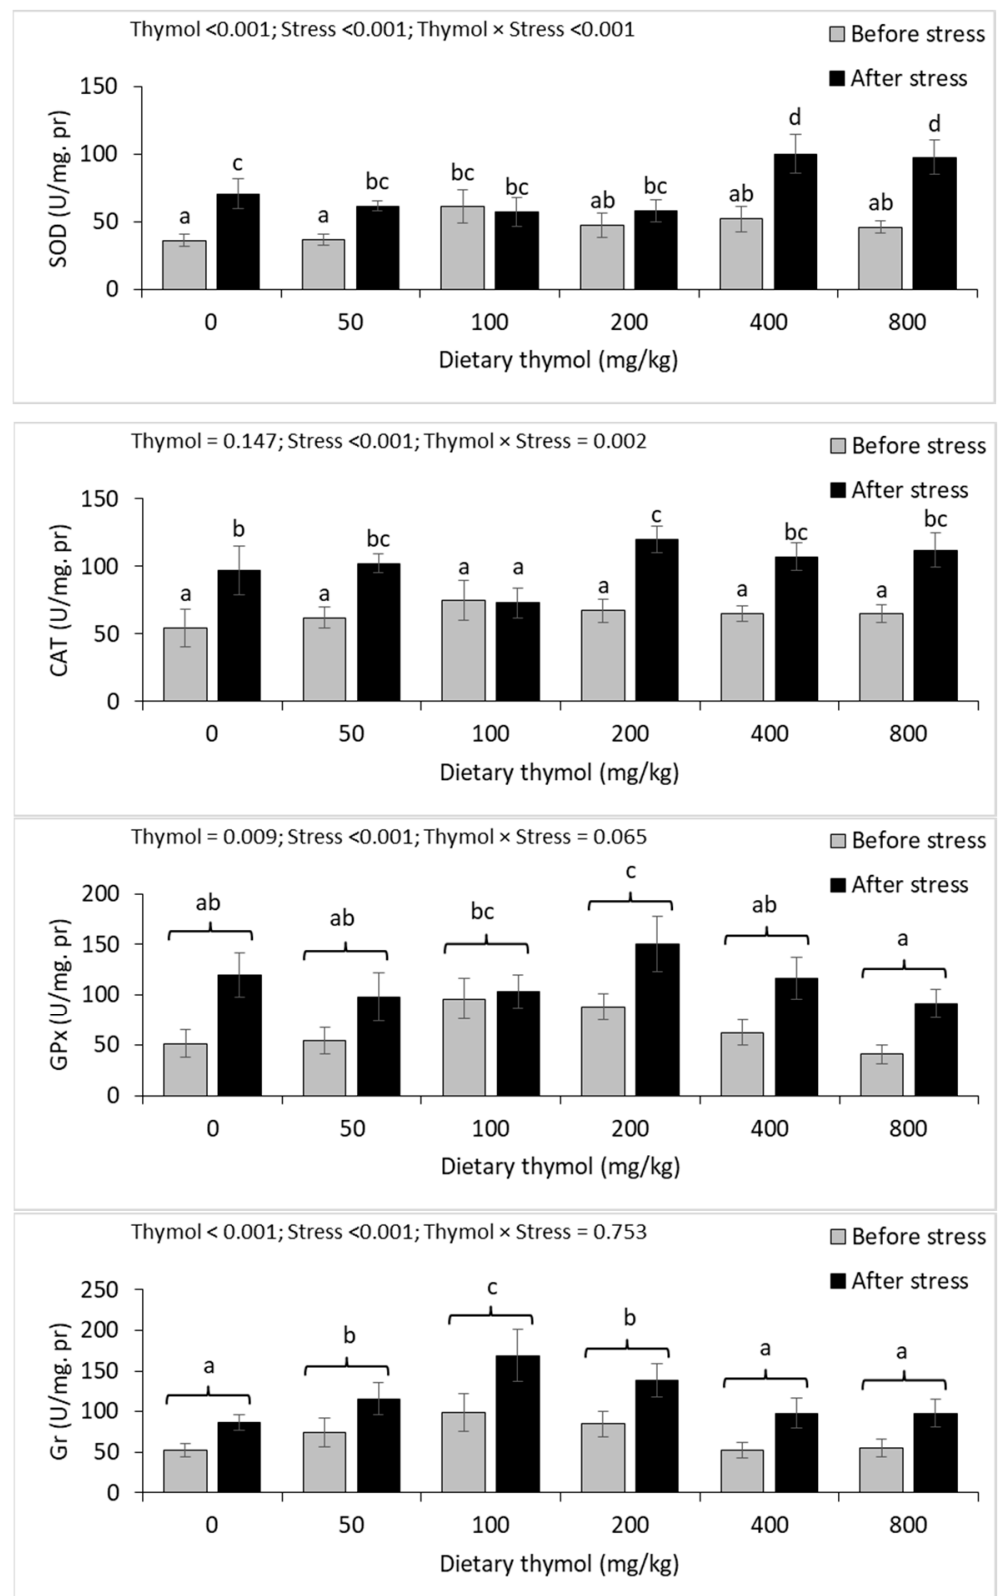 Thymol <0.001; Stress <0.001; Thymol × Stress <0.001
Before stress
After stress
150
100
50
0
SOD (U/mg. pr)
a
c
a
bc
bc
bc
ab
bc
ab
d
ab
d
0
50
100
200
400
800
Dietary thymol (mg/kg)
Thymol = 0.147; Stress <0.001; Thymol × Stress = 0.002
Before stress
After stress
150
100
50
0
CAT (U/mg. pr)
a
b
a
bc
a
a
a
c
a
bc
a
bc
0
50
100
200
400
800
Dietary thymol (mg/kg)
Thymol = 0.009; Stress <0.001; Thymol × Stress = 0.065
Before stress
After stress
200
150
100
50
0
GPx (U/mg. pr)
ab
ab
bc
c
ab
a
0
50
100
200
400
800
Dietary thymol (mg/kg)
Thymol < 0.001; Stress <0.001; Thymol × Stress = 0.753
Before stress
After stress
250
200
150
100
50
0
Gr (U/mg. pr)
a
b
c
b
a
a
0
50
100
200
400
800
Dietary thymol (mg/kg)